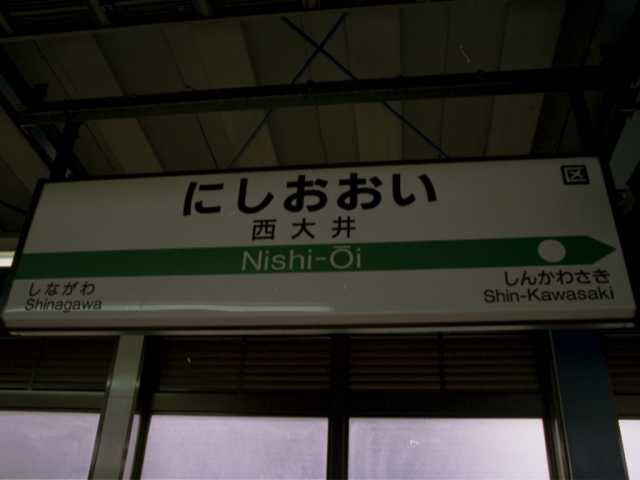 区
にしおおい
西大井
Nishi-Ōi
しながわ
Shinagawa
しんかわさき
Shin-Kawasaki